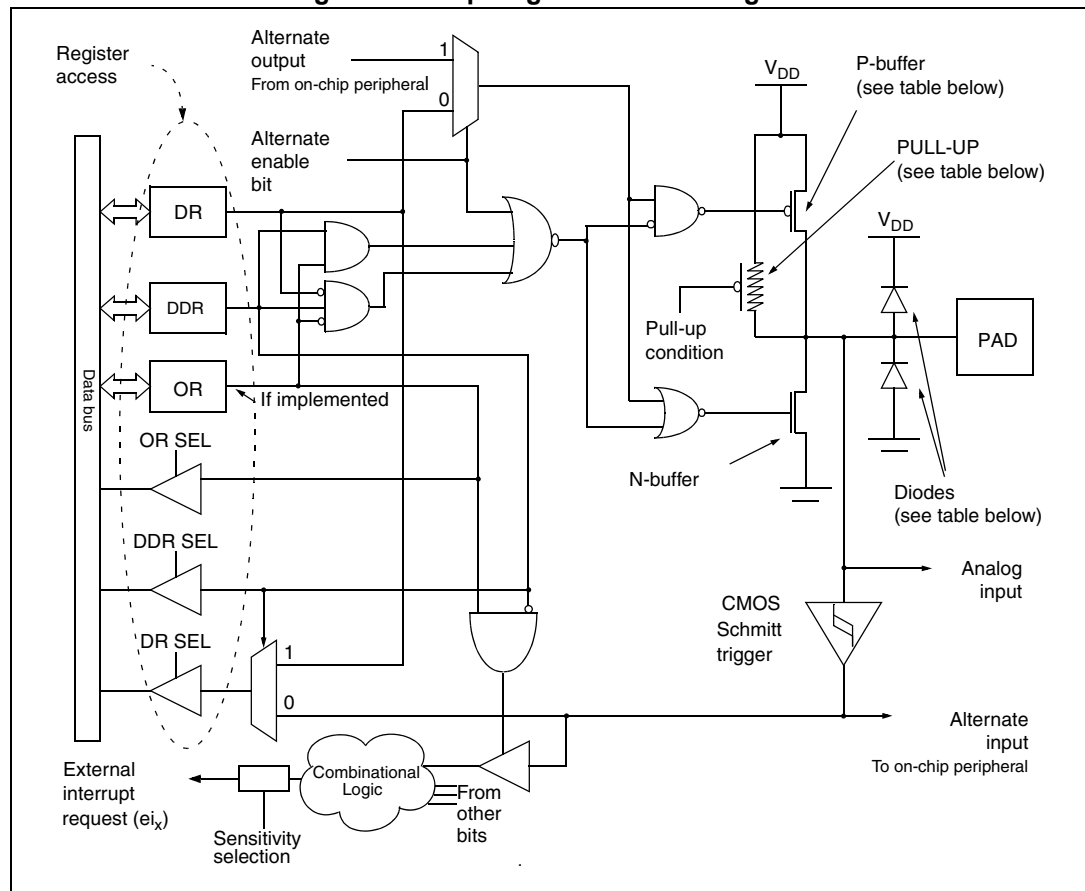 Alternate
output
From on-chip peripheral
1
0
Register
access
Alternate
enable
bit
VDD
P-buffer
(see table below)
PULL-UP
(see table below)
VDD
DR
DDR
OR
If implemented
Data bus
Pull-up
condition
PAD
OR SEL
N-buffer
Diodes
(see table below)
DDR SEL
Analog
input
CMOS
Schmitt
trigger
DR SEL
1
0
Alternate
input
To on-chip peripheral
External
interrupt
request (eix)
Combinational
Logic
From
other
bits
Sensitivity
selection